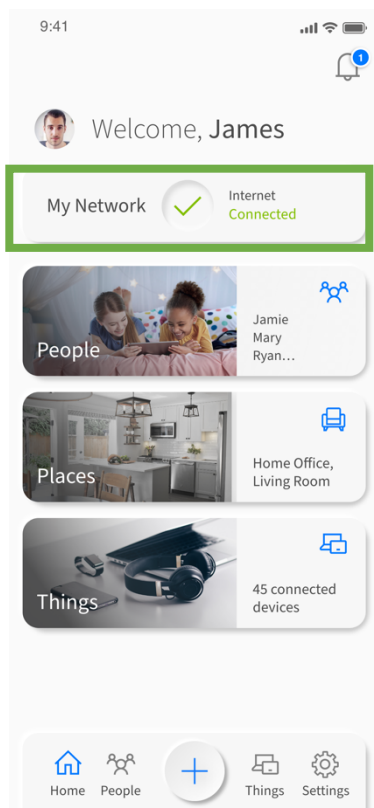 9:41
1
Welcome, James
My Network
Internet
Connected
People
Jamie
Mary
Ryan...
Places
Home Office,
Living Room
Things
45 connected
devices
Home
People
Things
Settings